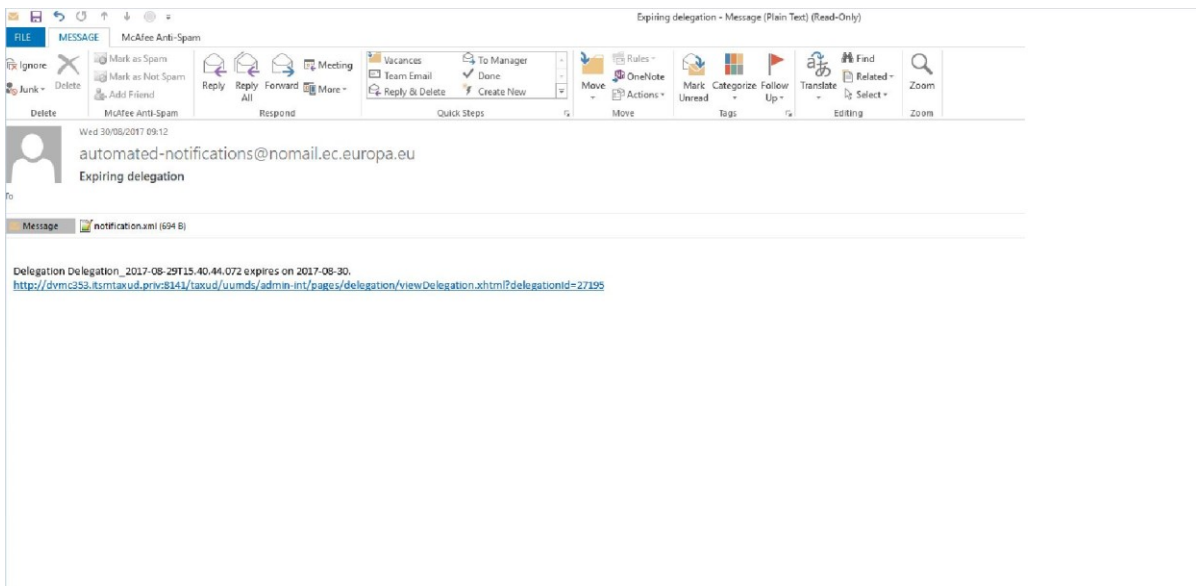 Expiring delegation - Message (Plain Text) (Read-Only)
FILE MESSAGE McAfee Anti-Spam
Ignore
Junk
Delete
Delete
Mark as Spam
Mark as Not Spam
Add Friend
McAfee Anti-Spam
Reply
Reply All
Forward
Meeting
More
Respond
Vacances
Team Email
Reply & Delete
To Manager
Done
Create New
Quick Steps
Move
Rules
OneNote
Actions
Move
Mark Unread
Categorize
Follow Up
Tags
Translate
Find
Related
Select
Editing
Zoom
Zoom
Wed 30/08/2017 09:12
automated-notifications@nomail.ec.europa.eu
Expiring delegation
To
Message notification.xml (694 B)
Delegation Delegation_2017-08-29T15.40.44.072 expires on 2017-08-30.
http://dvmc353.itsmtaxud.priv:8141/taxud/uumds/admin-int/pages/delegation/viewDelegation.xhtml?delegationId=27195